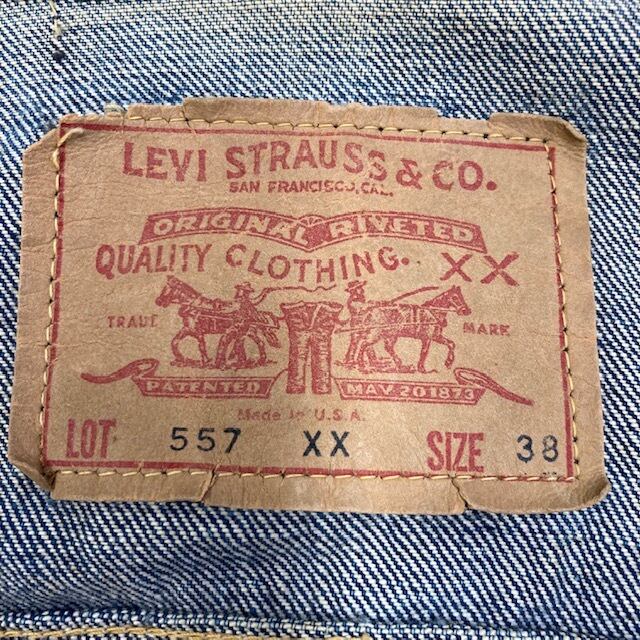 LEVI STRAUSS & CO.
SAN FRANCISCO, CAL.
ORIGINAL RIVETED
QUALITY CLOTHING. XX
TRADE MARK
PATENTED MAY 20 1873
Made in U.S.A.
LOT 557 XX SIZE 38